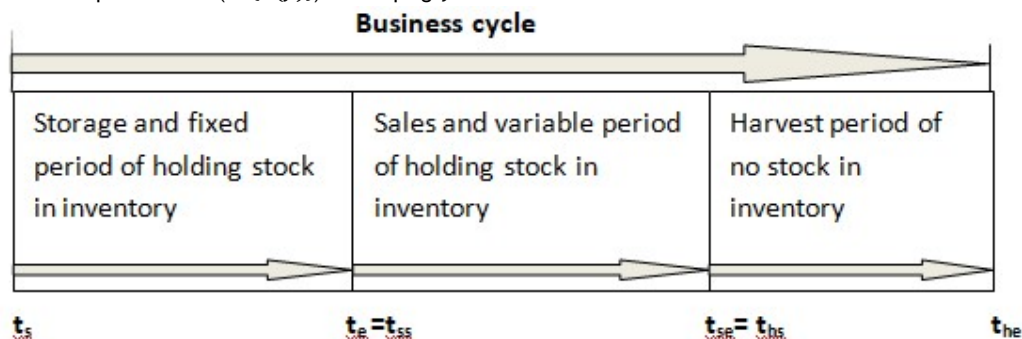 Business cycle
Storage and fixed
period of holding stock
in inventory
Sales and variable period
of holding stock in
inventory
Harvest period of
no stock in
inventory
ts
te =tss
tse= ths
the